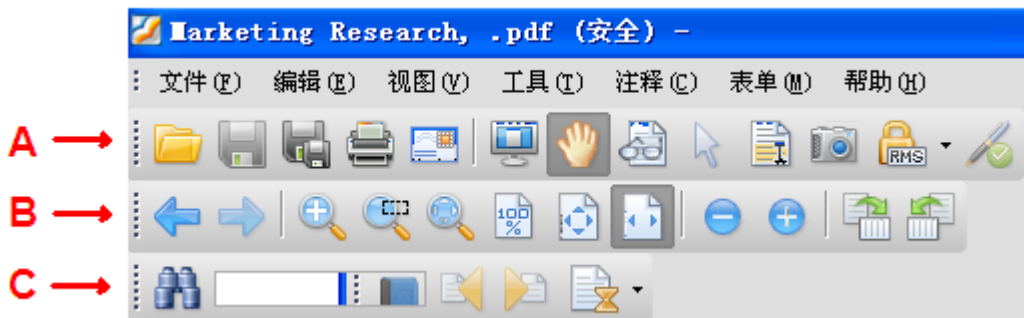 Marketing Research, .pdf (安全) -
文件(F) 编辑(E) 视图(V) 工具(T) 注释(C) 表单(M) 帮助(H)
A
RMS
B
100 %
C